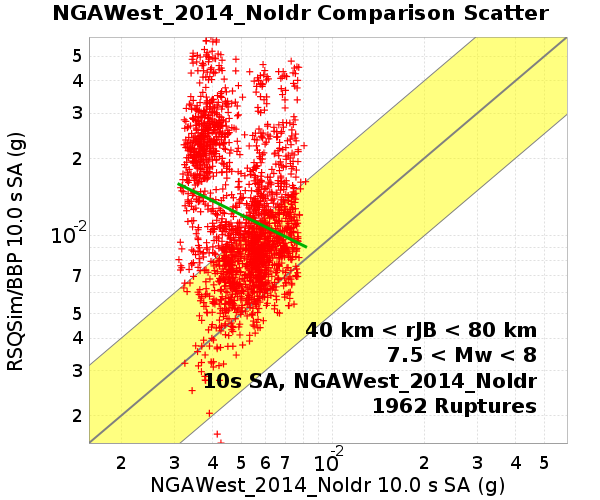 NGAWest_2014_NoIdr Comparison Scatter
RSQSim/BBP 10.0 s SA (g)
5
4
3
2
10-2
7
5
4
3
2
40 km < rJB < 80 km
7.5 < Mw < 8
10s SA, NGAWest_2014_NoIdr
1962 Ruptures
2 3 4 5 6 7 10-2 2 3 4 5
NGAWest_2014_NoIdr 10.0 s SA (g)